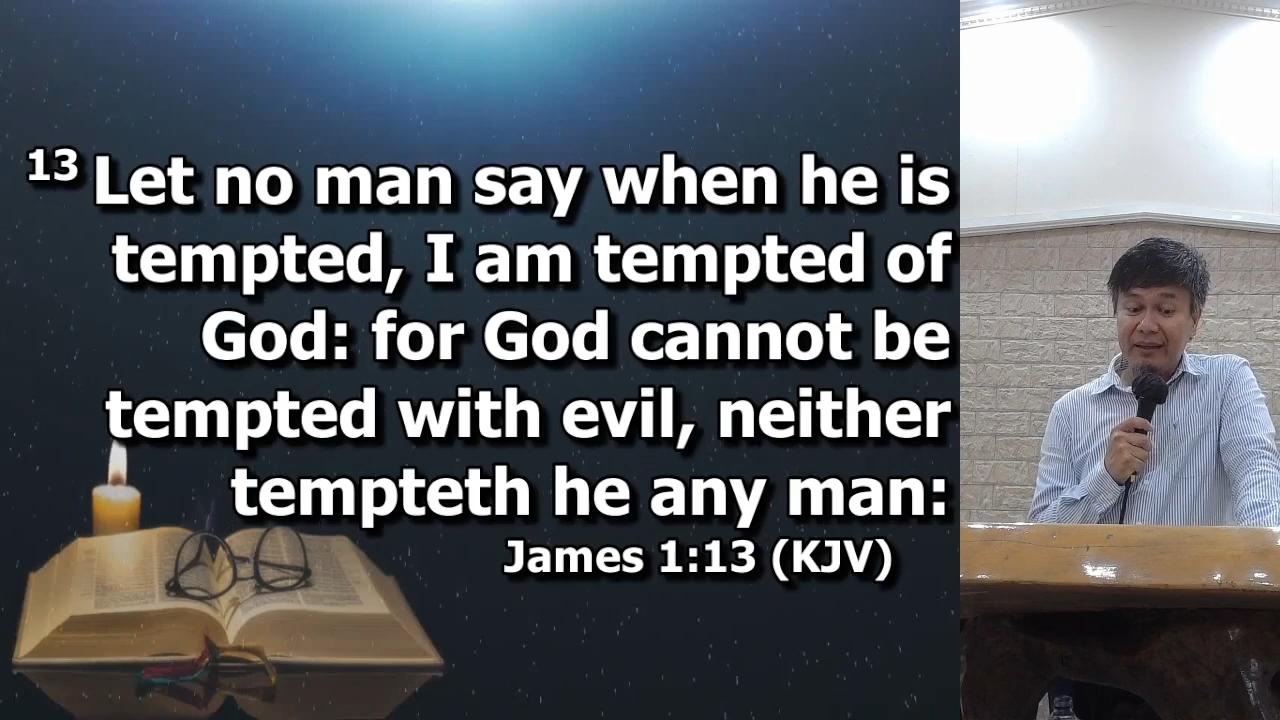 13 Let no man say when he is
tempted, I am tempted of
God: for God cannot be
tempted with evil, neither
tempteth he any man:
James 1:13 (KJV)